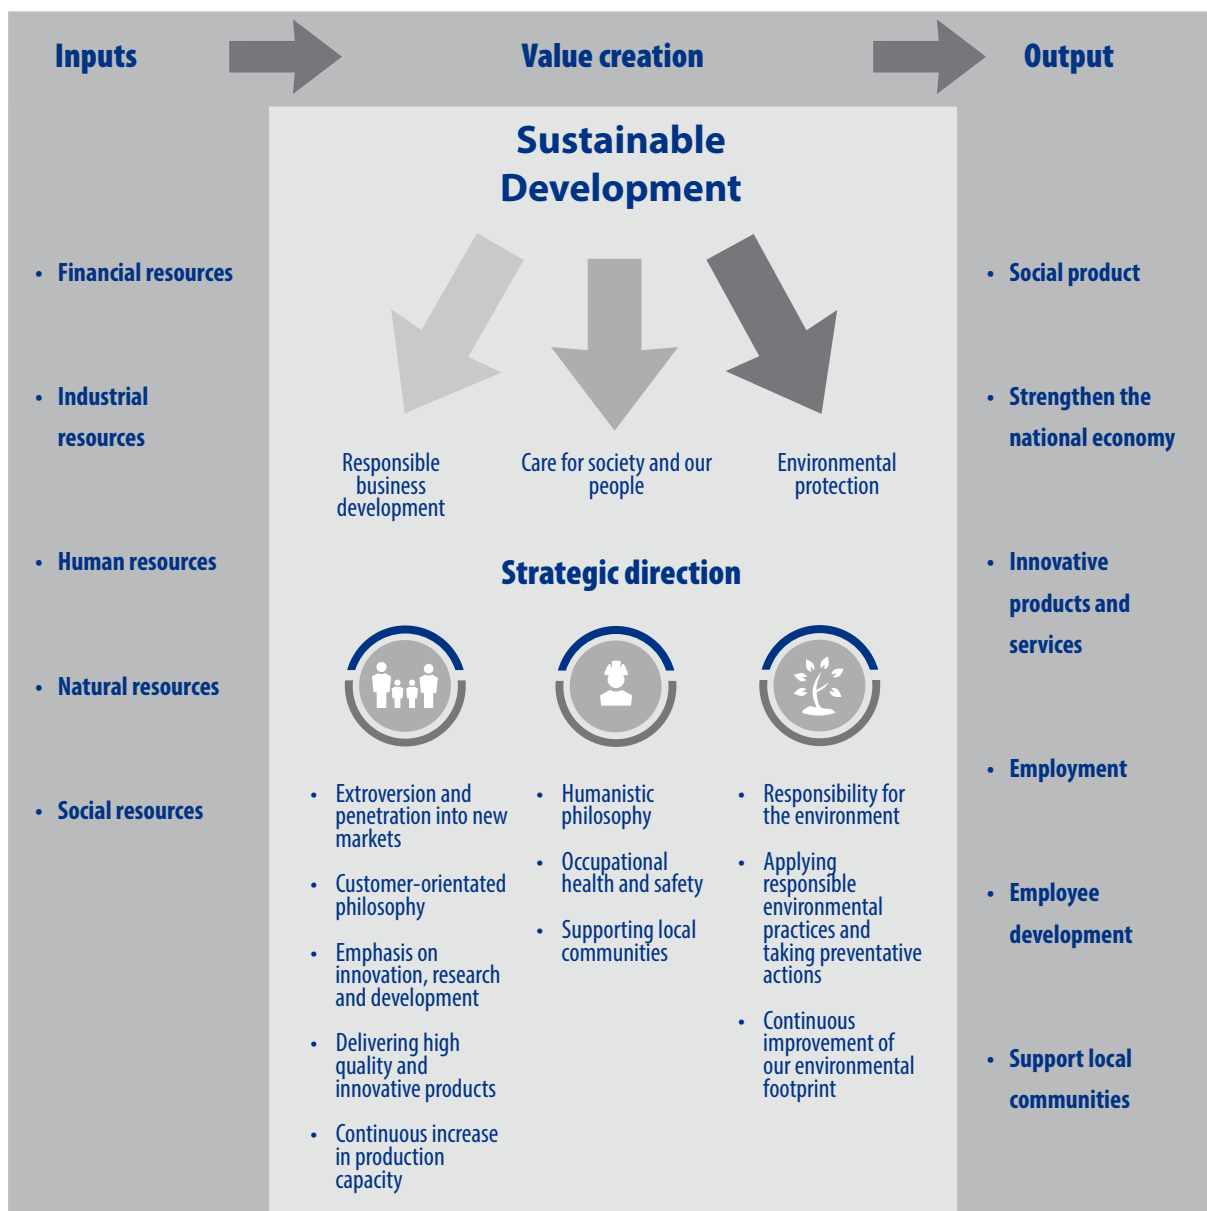 Inputs
Value creation
Output
Sustainable
Development
• Financial resources
• Industrial
resources
• Human resources
• Natural resources
• Social resources
Responsible
business
development
Care for society and our
people
Environmental
protection
Strategic direction
• Extroversion and
penetration into new
markets
• Customer-orientated
philosophy
• Emphasis on
innovation, research
and development
• Delivering high
quality and
innovative products
• Continuous increase
in production
capacity
• Humanistic
philosophy
• Occupational
health and safety
• Supporting local
communities
• Responsibility for
the environment
• Applying
responsible
environmental
practices and
taking preventative
actions
• Continuous
improvement of
our environmental
footprint
• Social product
• Strengthen the
national economy
• Innovative
products and
services
• Employment
• Employee
development
• Support local
communities